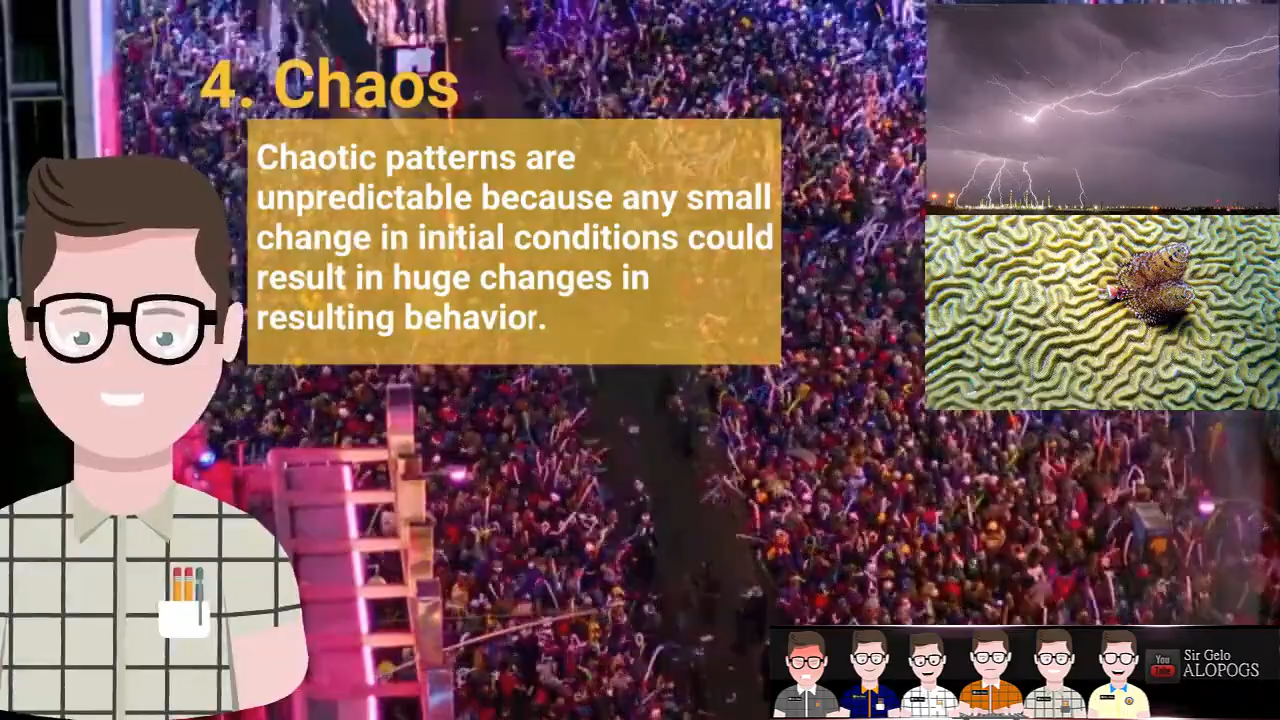 4. Chaos
Chaotic patterns are
unpredictable because any small
change in initial conditions could
result in huge changes in
resulting behavior.
You
Tube
Sir Gelo
ALOPOGS